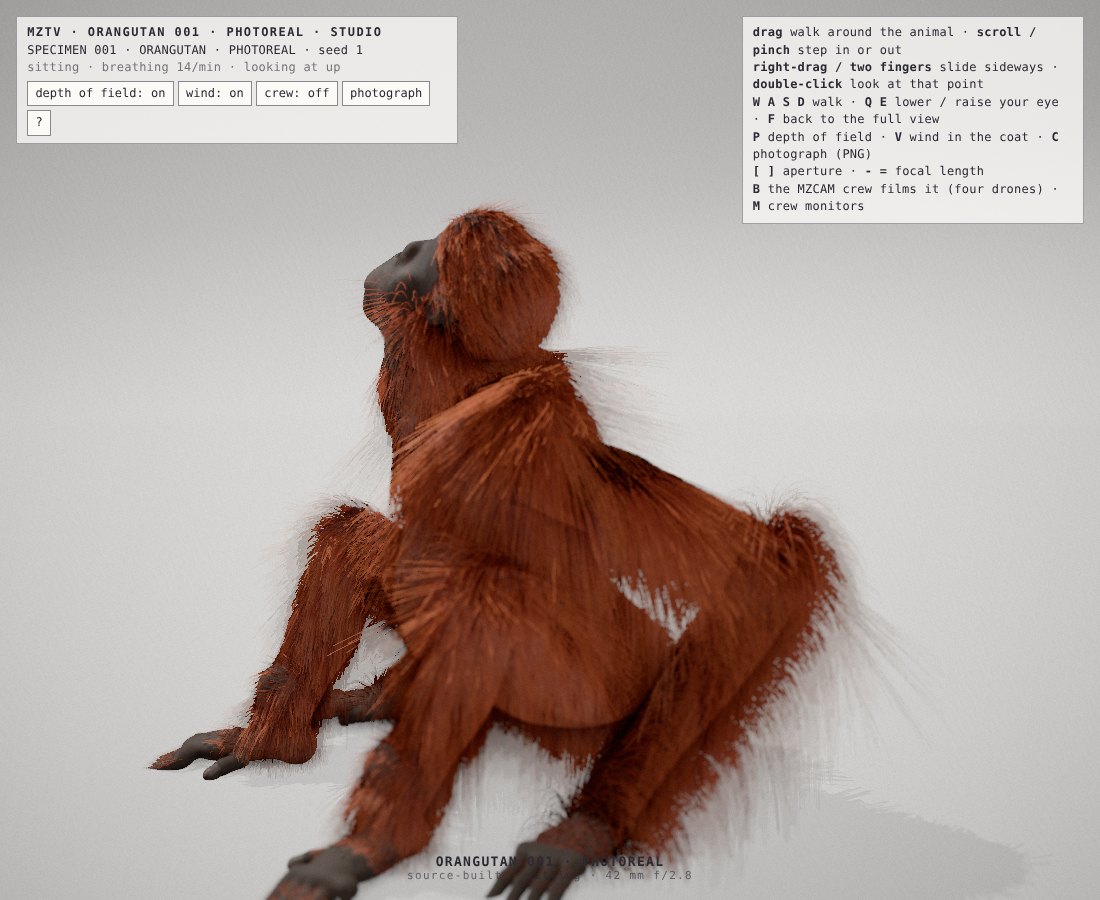 MZTV · ORANGUTAN 001 · PHOTOREAL · STUDIO
SPECIMEN 001 · ORANGUTAN · PHOTOREAL · seed 1
sitting · breathing 14/min · looking at up
depth of field: on wind: on crew: off photograph
?
drag walk around the animal · scroll /
pinch step in or out
right-drag / two fingers slide sideways ·
double-click look at that point
W A S D walk · Q E lower / raise your eye
· F back to the full view
P depth of field · V wind in the coat · C
photograph (PNG)
[ ] aperture · - = focal length
B the MZCAM crew films it (four drones) ·
M crew monitors
ORANGUTAN 001 · PHOTOREAL
source-built · 42 mm f/2.8